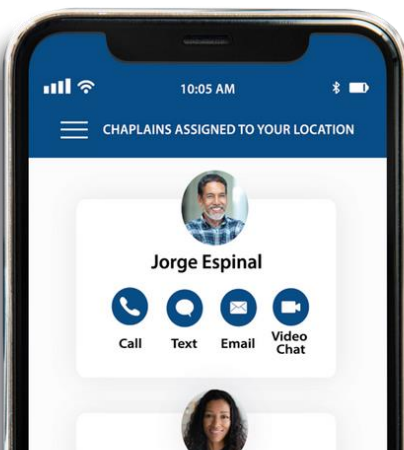 10:05 AM
CHAPLAINS ASSIGNED TO YOUR LOCATION
Jorge Espinal
Call Text Email Video Chat